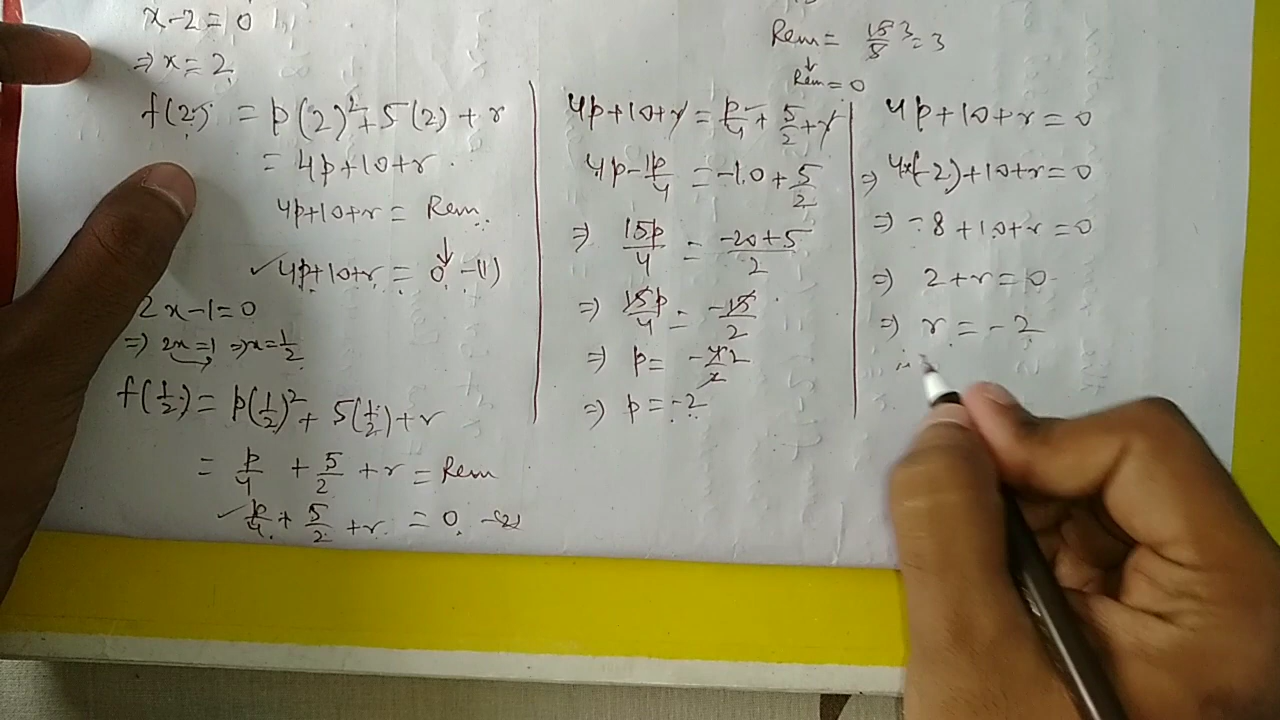 x-2=0
⇒ x=2
f(2) = p(2)²+5(2)+r
= 4p+10+r
4p+10+r = Rem
✓4p+10+r = 0 -(1)
2x-1=0
⇒ 2x=1 ⇒ x=1/2
f(1/2) = p(1/2)²+5(1/2)+r
= p/4 + 5/2 + r = Rem
✓p/4 + 5/2 + r = 0 -(2)
4p+10+r = p/4 + 5/2 + r
4p-p/4 = -10+5/2
⇒ 15p/4 = -20+5/2
⇒ 15p/4 = -15/2
⇒ p = -4/2 2
⇒ p=-2
Rem = 15/5 3 = 3
↓
Rem = 0
4p+10+r=0
⇒ 4×(-2)+10+r=0
⇒ -8+10+r=0
⇒ 2+r=0
⇒ r=-2